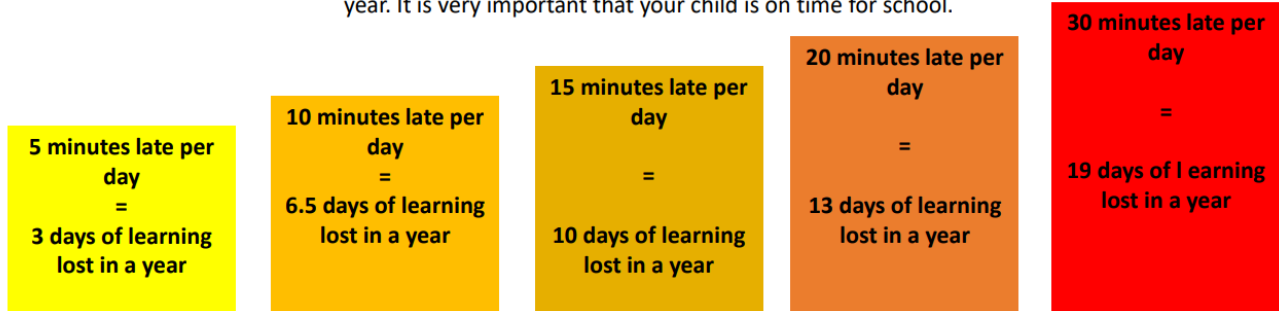 year. It is very important that your child is on time for school.
5 minutes late per
day
=
3 days of learning
lost in a year
10 minutes late per
day
=
6.5 days of learning
lost in a year
15 minutes late per
day
=
10 days of learning
lost in a year
20 minutes late per
day
=
13 days of learning
lost in a year
30 minutes late per
day
=
19 days of l earning
lost in a year